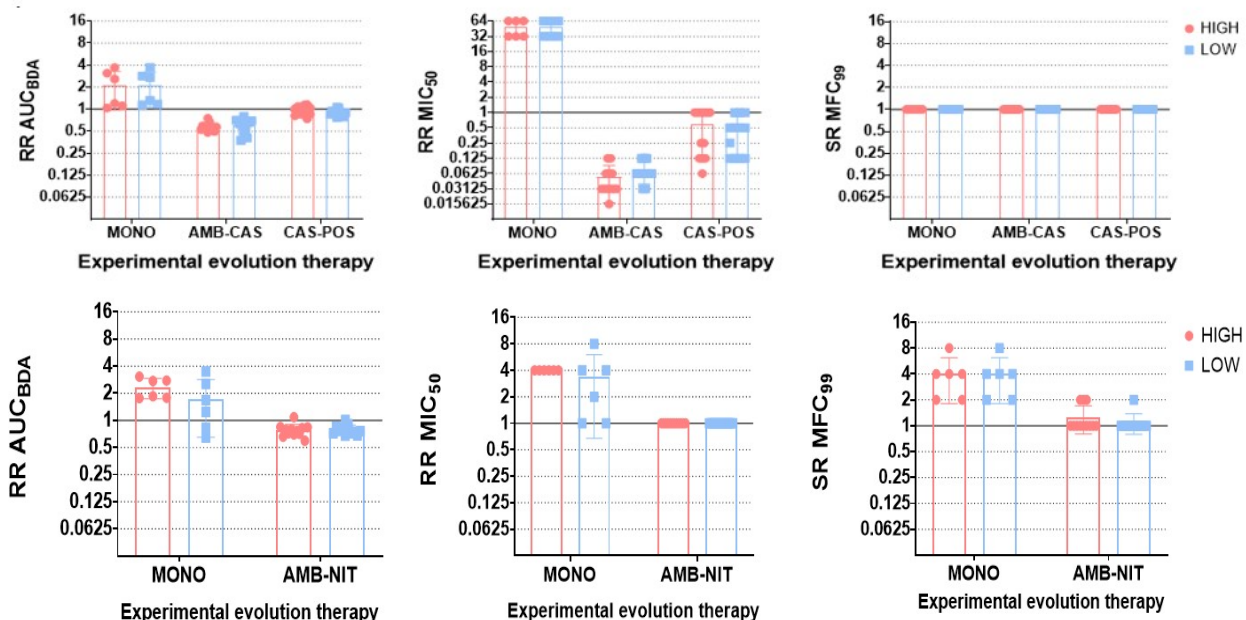 RR AUC_BDA
16
8
4
2
1
0.5
0.25
0.125
0.0625
MONO AMB-CAS CAS-POS
Experimental evolution therapy
RR MIC_50
64
32
16
8
4
2
1
0.5
0.25
0.125
0.0625
0.03125
0.015625
MONO AMB-CAS CAS-POS
Experimental evolution therapy
SR MFC_99
16
8
4
2
1
0.5
0.25
0.125
0.0625
MONO AMB-CAS CAS-POS
Experimental evolution therapy
HIGH
LOW
RR AUC_BDA
16
8
4
2
1
0.5
0.25
0.125
0.0625
MONO AMB-NIT
Experimental evolution therapy
RR MIC_50
16
8
4
2
1
0.5
0.25
0.125
0.0625
MONO AMB-NIT
Experimental evolution therapy
SR MFC_99
16
8
4
2
1
0.5
0.25
0.125
0.0625
MONO AMB-NIT
Experimental evolution therapy
HIGH
LOW